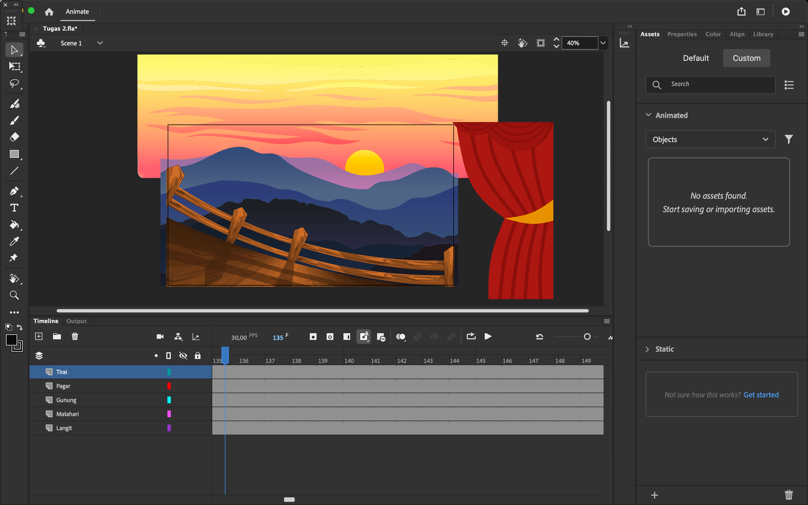 Animate
Tugas 2.fla*
Scene 1
40%
Assets
Properties
Color
Align
Library
Default
Custom
Search
Animated
Objects
No assets found.
Start saving or importing assets.
Timeline
Output
30,00 FPS
135 F
135 136 137 138 139 140 141 142 143 144 145 146 147 148 149
Tirai
Pagar
Gunung
Matahari
Langit
Static
Not sure how this works? Get started